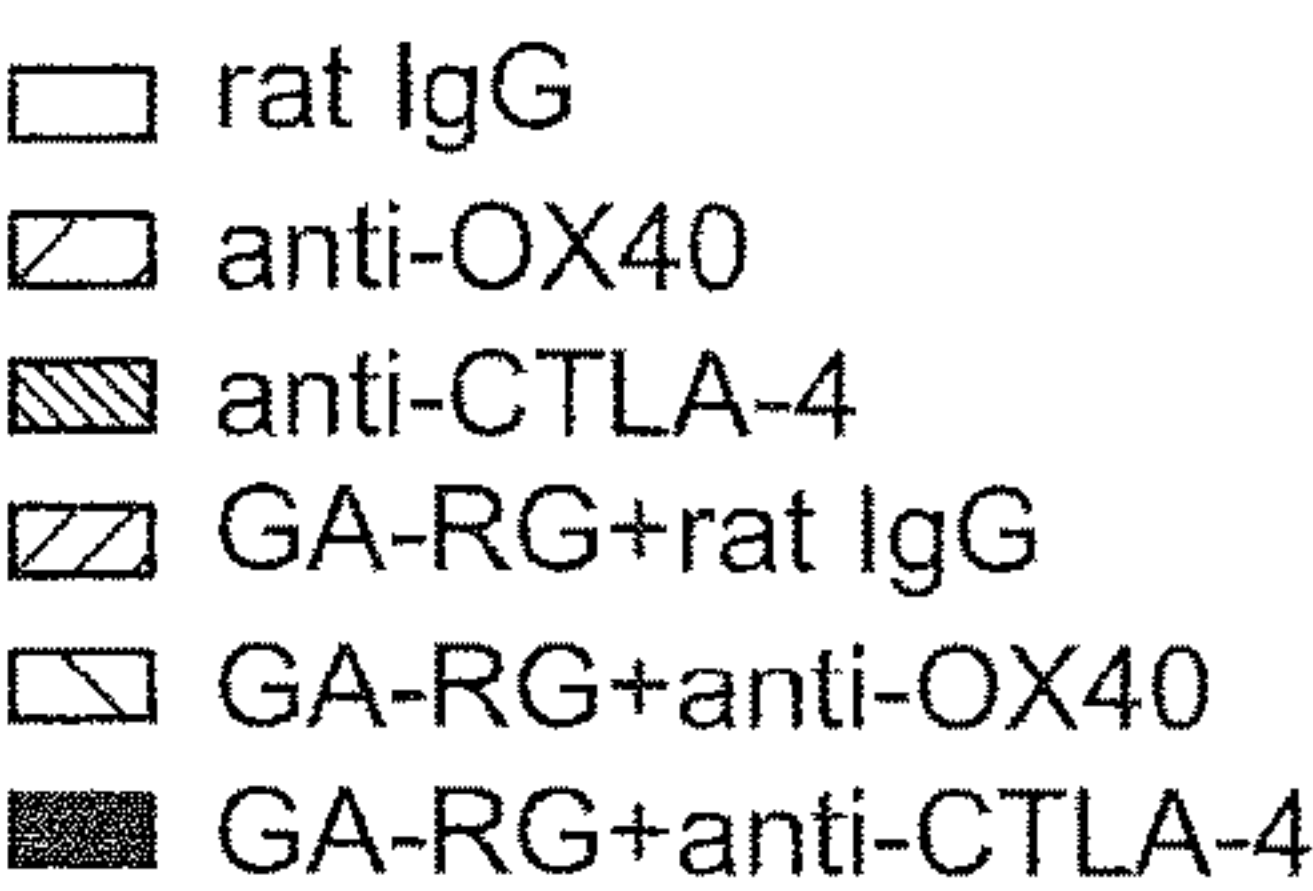 rat IgG
anti-OX40
anti-CTLA-4
GA-RG+rat IgG
GA-RG+anti-OX40
GA-RG+anti-CTLA-4